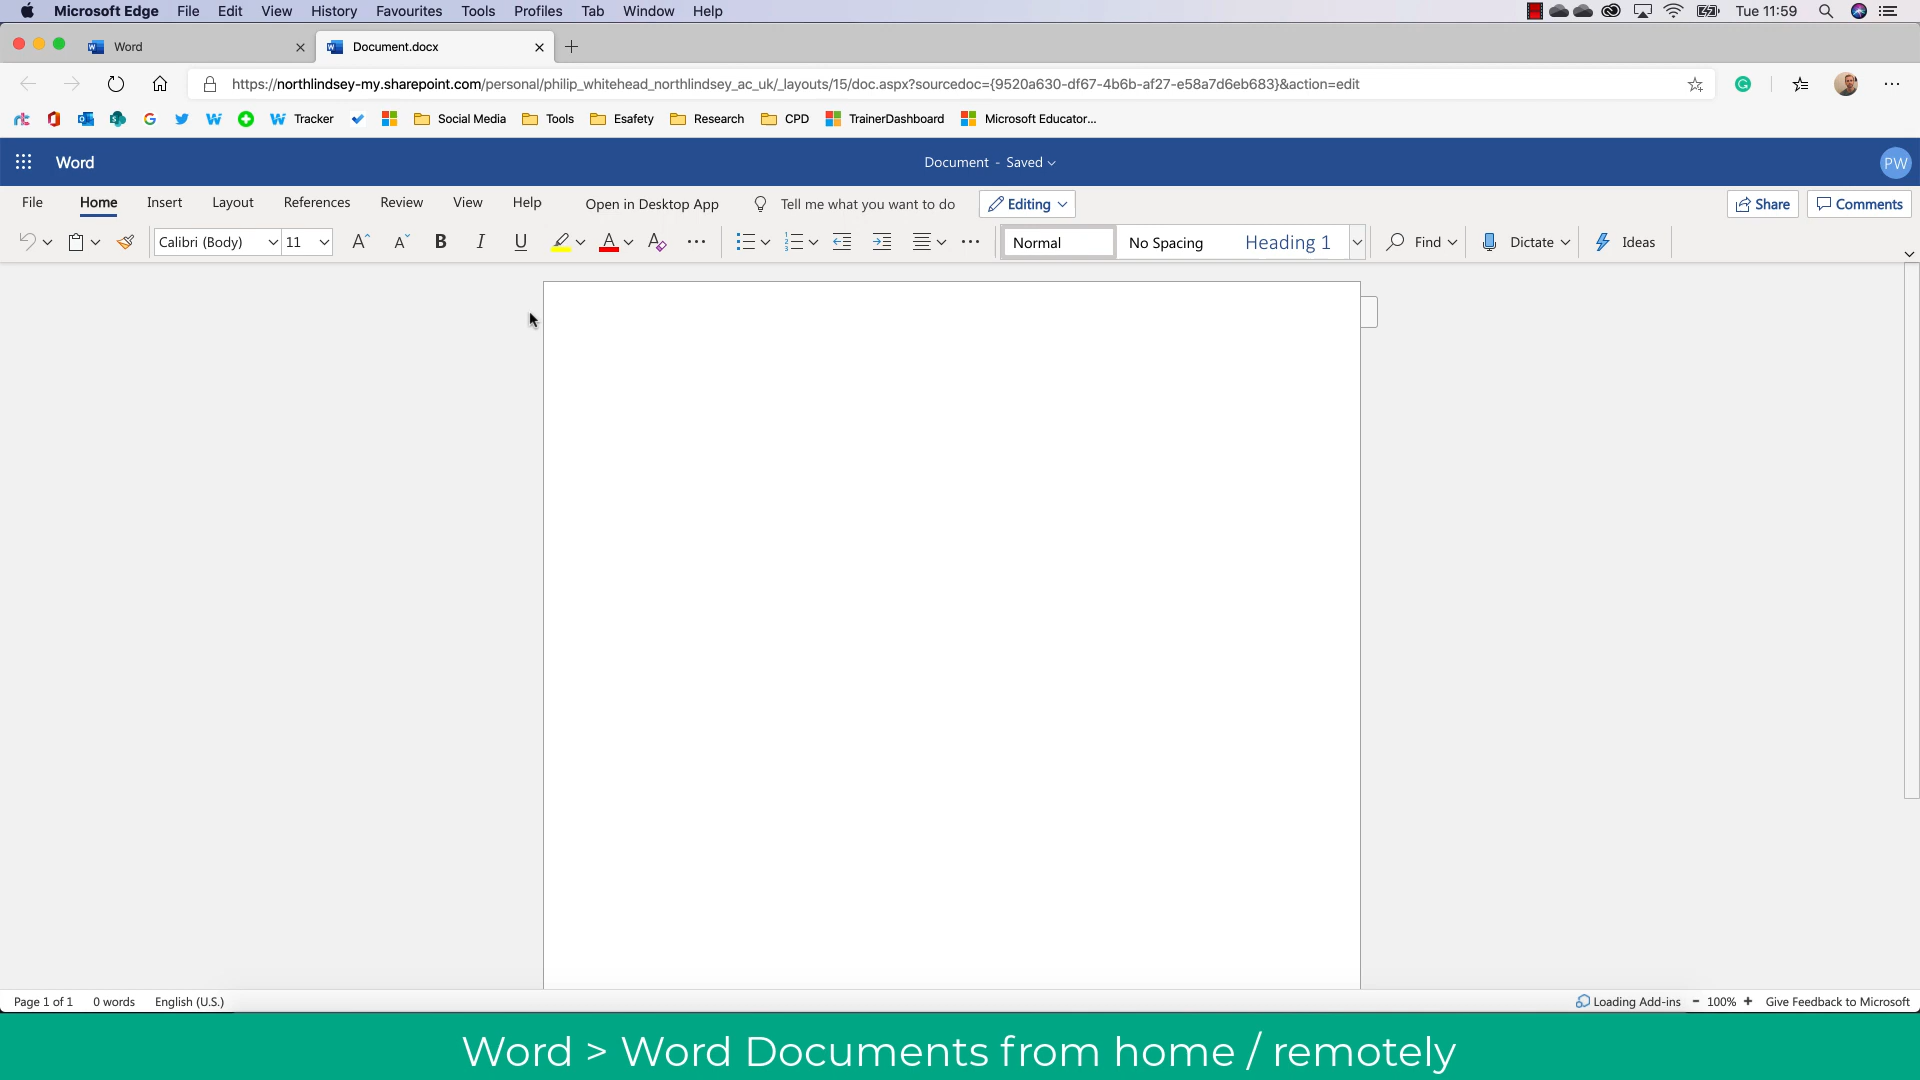 Microsoft Edge File Edit View History Favourites Tools Profiles Tab Window Help Tue 11:59
Word Document.docx
https://northlindsey-my.sharepoint.com/personal/philip_whitehead_northlindsey_ac_uk/_layouts/15/doc.aspx?sourcedoc={9520a630-df67-4b6b-af27-e58a7d6eb683}&action=edit
Tracker Social Media Tools Esafety Research CPD TrainerDashboard Microsoft Educator...
Word Document - Saved PW
File Home Insert Layout References Review View Help Open in Desktop App Tell me what you want to do Editing Share Comments
Calibri (Body) 11 B I U Normal No Spacing Heading 1 Find Dictate Ideas
Page 1 of 1 0 words English (U.S.) Loading Add-ins - 100% + Give Feedback to Microsoft
Word > Word Documents from home / remotely